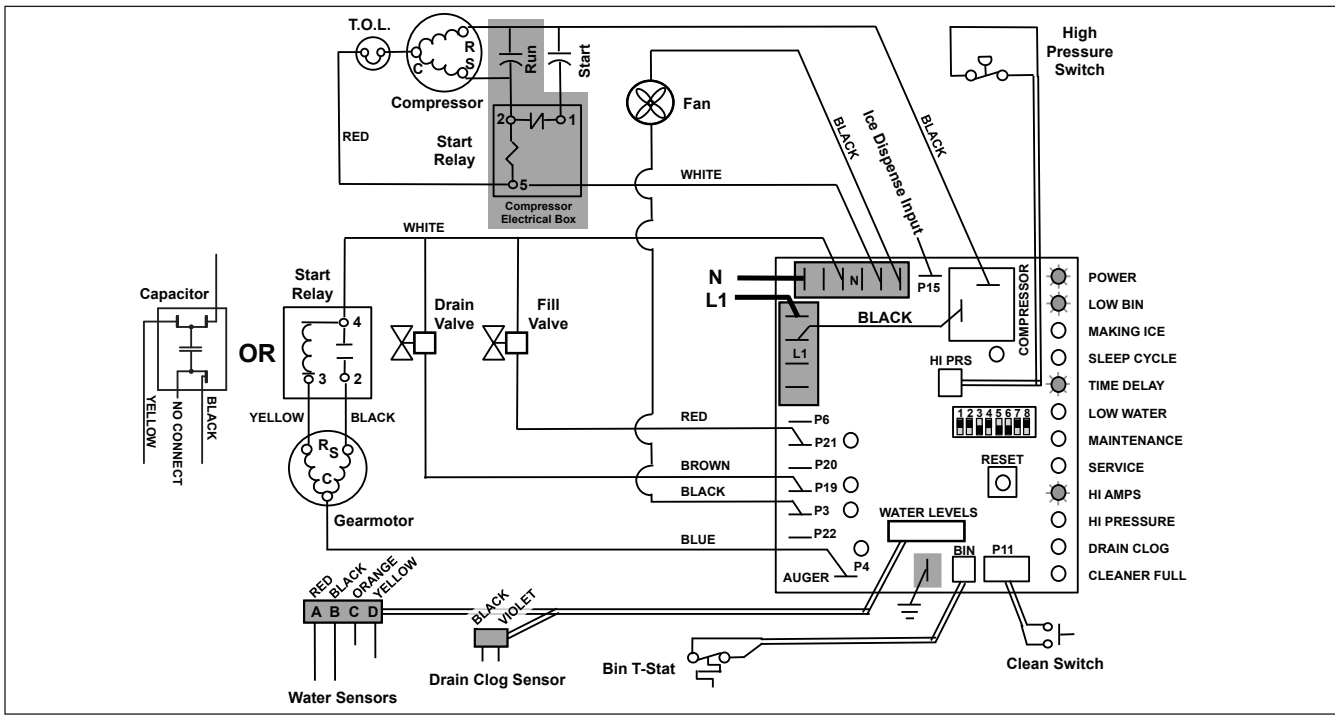 T.O.L.
R
S
C
Compressor
Run
Start
2
1
5
Start
Relay
Compressor
Electrical Box
RED
WHITE
Fan
BLACK
Ice Dispense Input
BLACK
High
Pressure
Switch
WHITE
Capacitor
YELLOW
NO CONNECT
BLACK
OR
Start
Relay
4
3
2
YELLOW
BLACK
R
S
C
Gearmotor
Drain
Valve
Fill
Valve
N
L1
N
L1
P15
BLACK
COMPRESSOR
HI PRS
1 2 3 4 5 6 7 8
RESET
RED
BROWN
BLACK
BLUE
P6
P21
P20
P19
P3
P22
P4
AUGER
WATER LEVELS
BIN
P11
POWER
LOW BIN
MAKING ICE
SLEEP CYCLE
TIME DELAY
LOW WATER
MAINTENANCE
SERVICE
HI AMPS
HI PRESSURE
DRAIN CLOG
CLEANER FULL
RED
BLACK
ORANGE
YELLOW
A B C D
Water Sensors
BLACK
VIOLET
Drain Clog Sensor
Bin T-Stat
Clean Switch